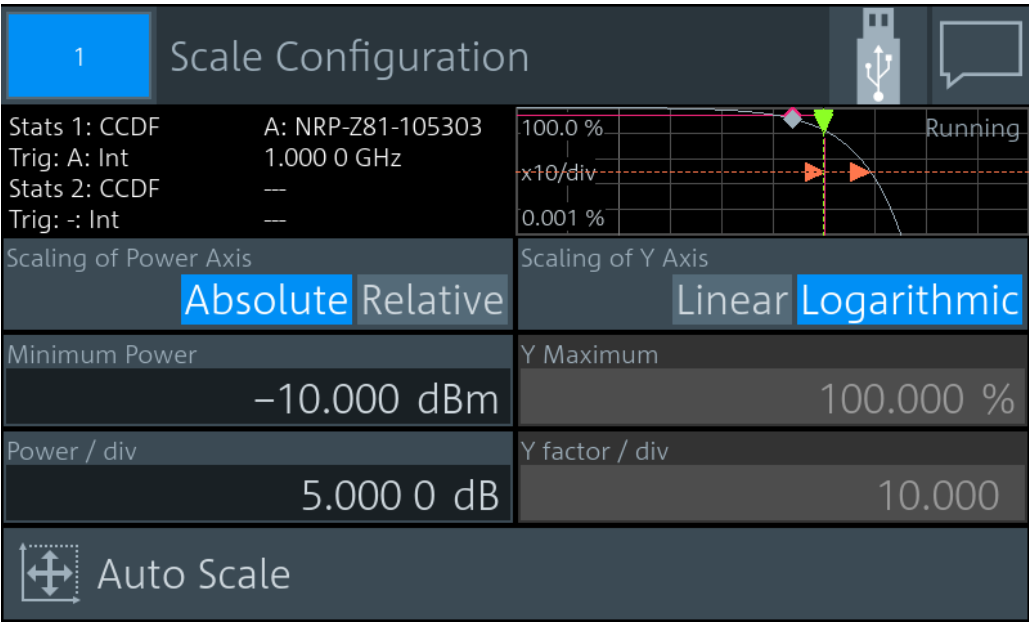 1 Scale Configuration
Stats 1: CCDF A: NRP-Z81-105303
Trig: A: Int 1.000 0 GHz
Stats 2: CCDF ---
Trig: -: Int ---
100.0 % Running
x10/div
0.001 %
Scaling of Power Axis
Absolute Relative
Scaling of Y Axis
Linear Logarithmic
Minimum Power
−10.000 dBm
Y Maximum
100.000 %
Power / div
5.000 0 dB
Y factor / div
10.000
Auto Scale